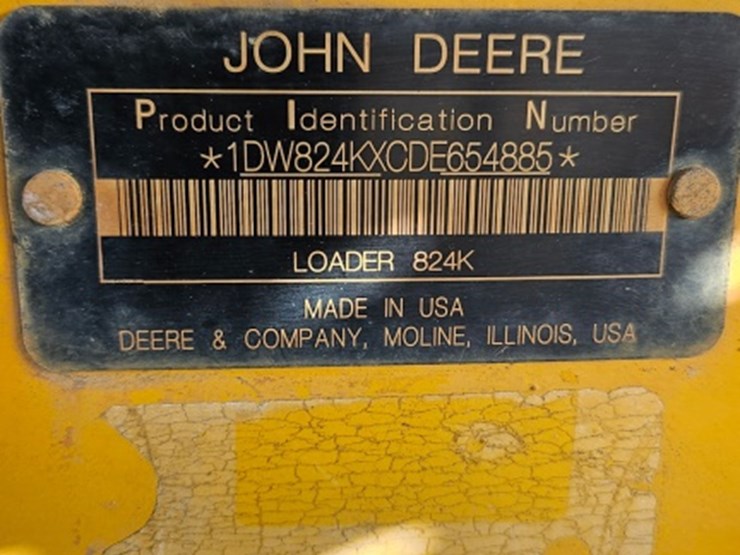 JOHN DEERE
Product Identification Number
*1DW824KXCDE654885*
LOADER 824K
MADE IN USA
DEERE & COMPANY, MOLINE, ILLINOIS, USA